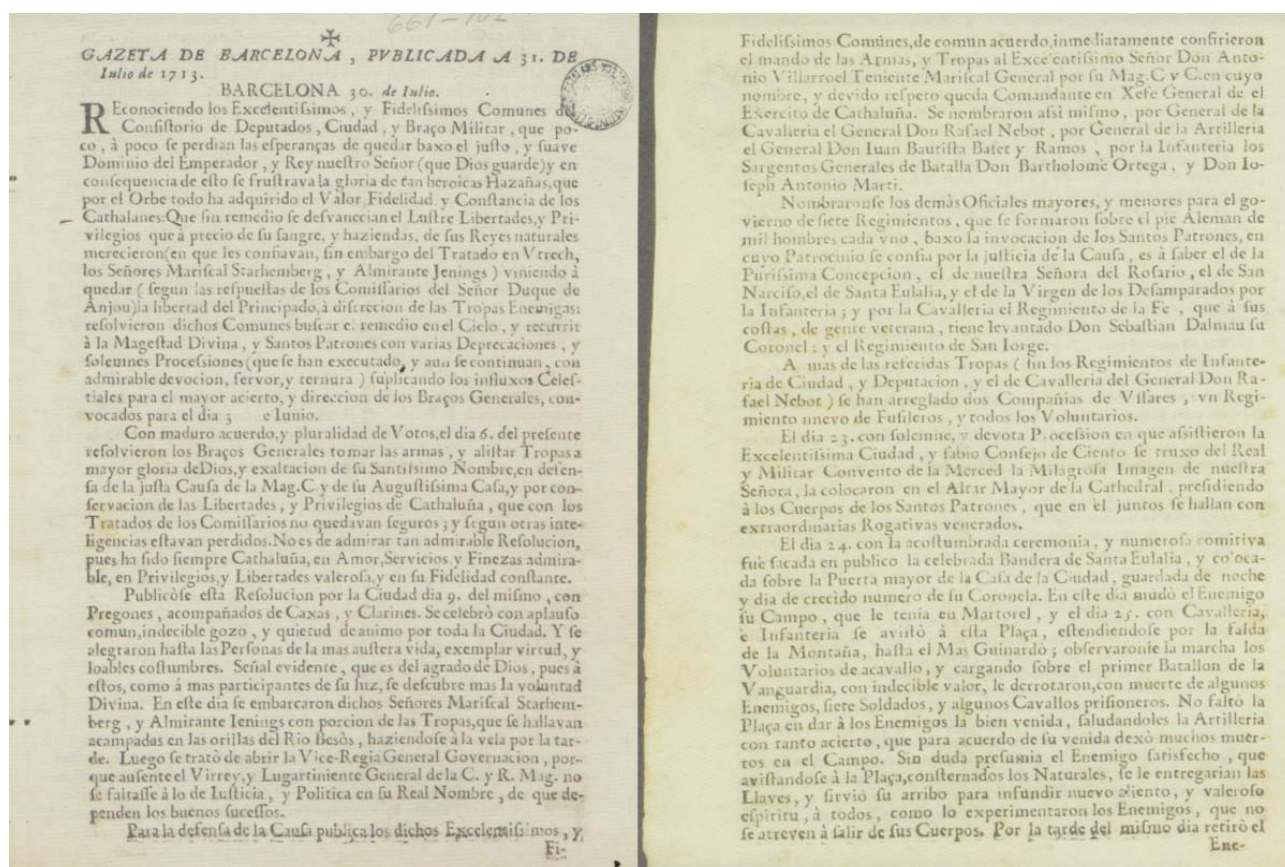 661-102
GAZETA DE BARCELONA, PVBLICADA A 31. DE
Iulio de 1713.
BARCELONA 30. de Iulio.
REconociendo los Excelentiſsimos, y Fideliſsimos Comunes del
Conſiſtorio de Deputados, Ciudad, y Braço Militar, que po-
co, à poco ſe perdian las eſperanças de quedar baxo el juſto, y ſuave
Dominio del Emperador, y Rey nueſtro Señor (que Dios guarde) y en
conſequencia de eſto ſe fruſtrava la gloria de tan heroicas Hazañas, que
por el Orbe todo ha adquirido el Valor, Fidelidad, y Conſtancia de los
Cathalanes: Que ſin remedio ſe deſvanecian el Luſtre Libertades, y Pri-
vilegios que à precio de ſu ſangre, y haziendas, de ſus Reyes naturales
merecieron (en que les confiavan, ſin embargo del Tratado en Vtrech,
los Señores Mariſcal Starhemberg, y Almirante Jenings) viniendo à
quedar (ſegun las reſpueſtas de los Comiſſarios del Señor Duque de
Anjou) la libertad del Principado, à diſcrecion de las Tropas Enemigas:
reſolvieron dichos Comunes buſcar el remedio en el Cielo, y recurrir
à la Mageſtad Divina, y Santos Patrones con varias Deprecaciones, y
ſolemnes Proceſsiones (que ſe han executado, y aun ſe continuan, con
admirable devocion, fervor, y ternura) ſuplicando los influxos Celeſ-
tiales para el mayor acierto, y direccion de los Braços Generales, con-
vocados para el dia 3 e Iunio.
Con maduro acuerdo, y pluralidad de Votos, el dia 6. del preſente
reſolvieron los Braços Generales tomar las armas, y aliſtar Tropas a
mayor gloria de Dios, y exaltacion de ſu Santiſsimo Nombre, en defen-
ſa de la juſta Cauſa de la Mag. C y de ſu Auguſtiſsima Caſa, y por con-
ſervacion de las Libertades, y Privilegios de Cathaluña, que con los
Tratados de los Comiſſarios no quedavan ſeguros; y ſegun otras inte-
ligencias eſtavan perdidos. No es de admirar tan admirable Reſolucion,
pues ha ſido ſiempre Cathaluña, en Amor, Servicios y Finezas admira-
ble, en Privilegios, y Libertades valeroſa, y en ſu Fidelidad conſtante.
Publicòſe eſta Reſolucion por la Ciudad dia 9. del miſmo, con
Pregones, acompañados de Caxas, y Clarines. Se celebrò con aplauſo
comun, indecible gozo, y quietud de animo por toda la Ciudad. Y ſe
alegraron haſta las Perſonas de la mas auſtera vida, exemplar virtud, y
loables coſtumbres. Señal evidente, que es del agrado de Dios, pues à
eſtos, como à mas participantes de ſu luz, ſe deſcubre mas la voluntad
Divina. En eſte dia ſe embarcaron dichos Señores Mariſcal Starhem-
berg, y Almirante Ienings con porcion de las Tropas, que ſe hallavan
acampadas en las orillas del Rio Besòs, haziendoſe à la vela por la tar-
de. Luego ſe tratò de abrir la Vice-Regia General Governacion, por-
que auſente el Virrey, y Lugartiniente General de la C. y R. Mag. no
ſe faltaſſe à lo de Iuſticia, y Politica en ſu Real Nombre, de que de-
penden los buenos ſuceſſos.
Para la defenſa de la Cauſa publica los dichos Excelentiſsimos, y,
Fi-
Fideliſsimos Comunes, de comun acuerdo, inmediatamente confirieron
el mando de las Armas, y Tropas al Excelentiſsimo Señor Don Anto-
nio Villarroel Teniente Mariſcal General por ſu Mag. C y C. en cuyo
nombre, y devido reſpeto queda Comandante en Xefe General de el
Exercito de Cathaluña. Se nombraron aſsi miſmo, por General de la
Cavalleria el General Don Rafael Nebot, por General de la Artilleria
el General Don Iuan Bautiſta Baſet y Ramos, por la Infanteria los
Sargentos Generales de Batalla Don Bartholomè Ortega, y Don Io-
ſeph Antonio Marti.
Nombraronſe los demàs Oficiales mayores, y menores para el go-
vierno de ſiete Regimientos, que ſe formaron ſobre el pie Aleman de
mil hombres cada vno, baxo la invocacion de los Santos Patrones, en
cuyo Patrocinio ſe confia por la juſticia de la Cauſa, es à ſaber el de la
Puriſsima Concepcion, el de nueſtra Señora del Roſario, el de San
Narciſo, el de Santa Eulalia, y el de la Virgen de los Deſamparados por
la Infanteria; y por la Cavalleria el Regimiento de la Fe, que à ſus
coſtas, de gente veterana, tiene levantado Don Sebaſtian Dalmau ſu
Coronel: y el Regimiento de San Iorge.
A mas de las referidas Tropas (ſin los Regimientos de Infante-
ria de Ciudad, y Deputacion, y el de Cavalleria del General Don Ra-
fael Nebot) ſe han arreglado dos Compañias de Vſſares, vn Regi-
miento nuevo de Fuſileros, y todos los Voluntarios.
El dia 23. con ſolemne, y devota Proceſsion en que aſsiſtieron la
Excelentiſsima Ciudad, y ſabio Conſejo de Ciento ſe truxo del Real
y Militar Convento de la Merced la Milagroſa Imagen de nueſtra
Señora, la colocaron en el Altar Mayor de la Cathedral, preſidiendo
à los Cuerpos de los Santos Patrones, que en el juntos ſe hallan con
extraordinarias Rogativas venerados.
El dia 24. con la acoſtumbrada ceremonia, y numeroſa comitiva
fuè ſacada en publico la celebrada Bandera de Santa Eulalia, y coloca-
da ſobre la Puerta mayor de la Caſa de la Ciudad, guardada de noche
y dia de crecido numero de ſu Coronela. En eſte dia mudò el Enemigo
ſu Campo, que le tenia en Martorel, y el dia 25. con Cavalleria,
è Infanteria ſe aviſtò à eſta Plaça, eſtendiendoſe por la falda
de la Montaña, haſta el Mas Guinardò; obſervaronle la marcha los
Voluntarios de acavallo, y cargando ſobre el primer Batallon de la
Vanguardia, con indecible valor, le derrotaron, con muerte de algunos
Enemigos, ſiete Soldados, y algunos Cavallos priſioneros. No faltò la
Plaça en dar à los Enemigos la bien venida, ſaludandoles la Artilleria
con tanto acierto, que para acuerdo de ſu venida dexò muchos muer-
tos en el Campo. Sin duda preſumia el Enemigo ſatisfecho, que
aviſtandoſe à la Plaça, conſternados los Naturales, ſe le entregarian las
Llaves, y ſirviò ſu arribo para infundir nuevo aliento, y valeroſo
eſpiritu, à todos, como lo experimentaron los Enemigos, que no
ſe atreven à ſalir de ſus Cuerpos. Por la tarde del miſmo dia retirò el
Ene-